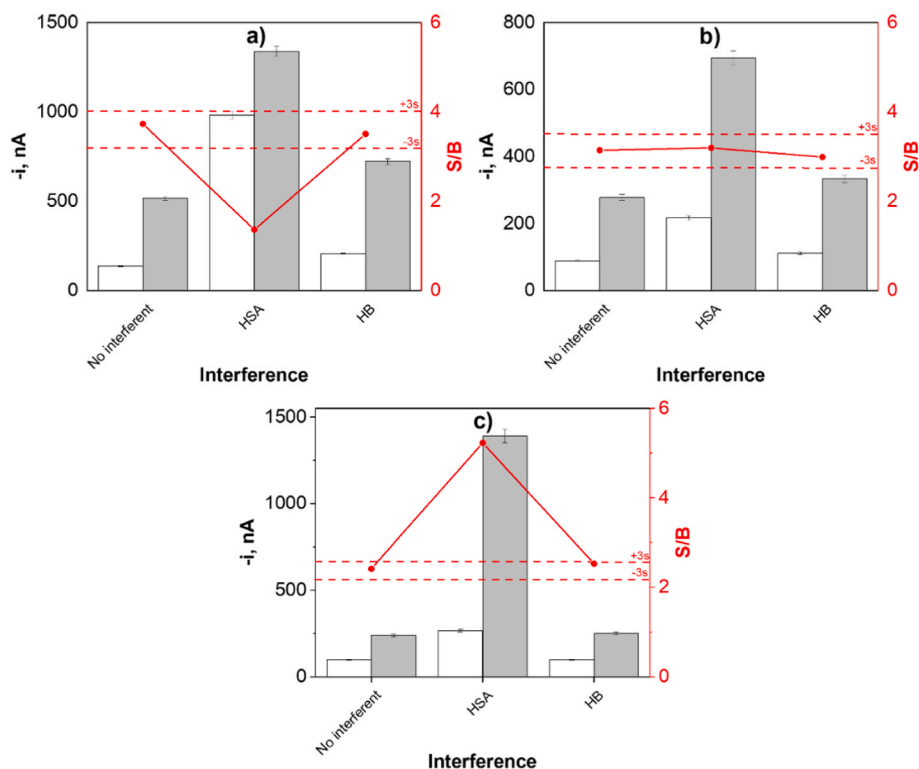 a)
1500
1000
500
0
-i, nA
6
4
2
0
S/B
+3s
-3s
No interferent
HSA
HB
Interference
b)
800
600
400
200
0
-i, nA
6
4
2
0
S/B
+3s
-3s
No interferent
HSA
HB
Interference
c)
1500
1000
500
0
-i, nA
6
4
2
0
S/B
+3s
-3s
No interferent
HSA
HB
Interference